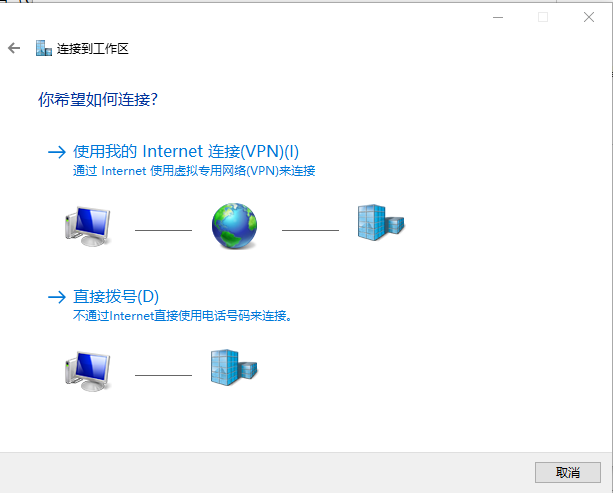 连接到工作区
你希望如何连接?
使用我的 Internet 连接(VPN)(I)
通过 Internet 使用虚拟专用网络(VPN)来连接
直接拨号(D)
不通过Internet直接使用电话号码来连接。
取消